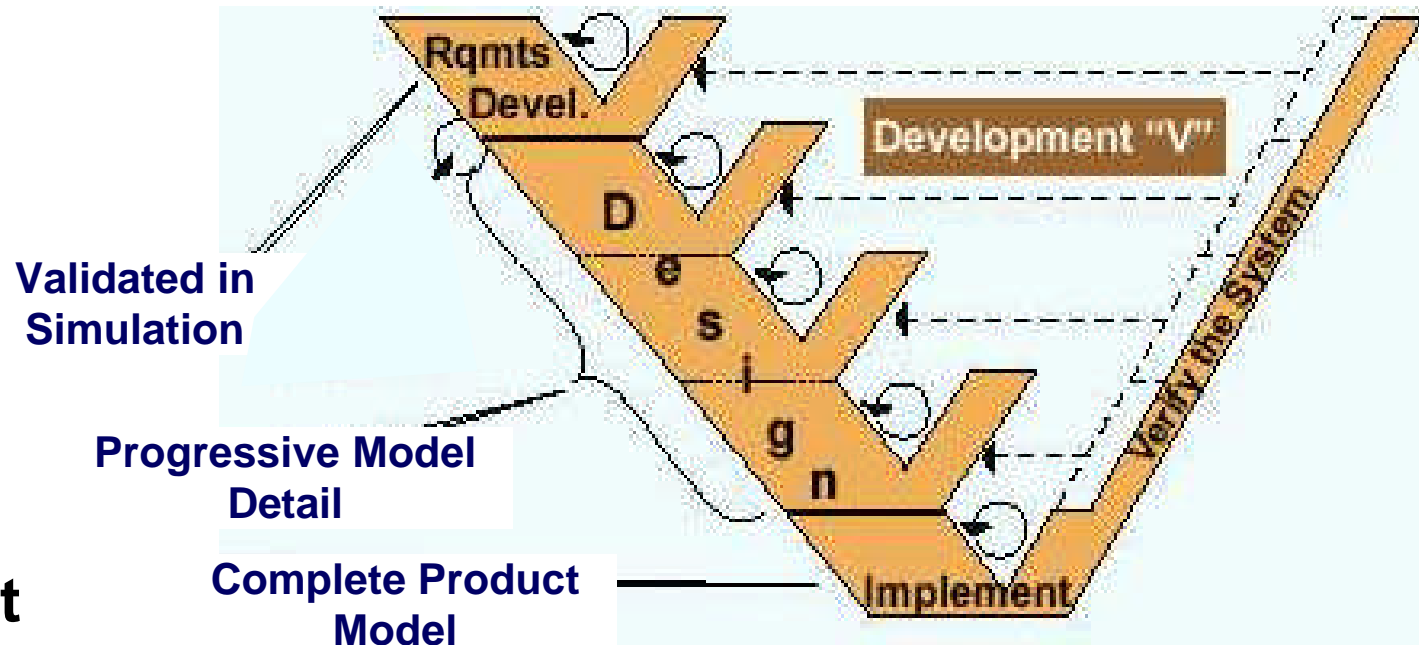 Rqmts
Devel.
Development "V"
D
e
s
i
g
n
Verify the System
Validated in
Simulation
Progressive Model
Detail
Complete Product
Model
Implement
t